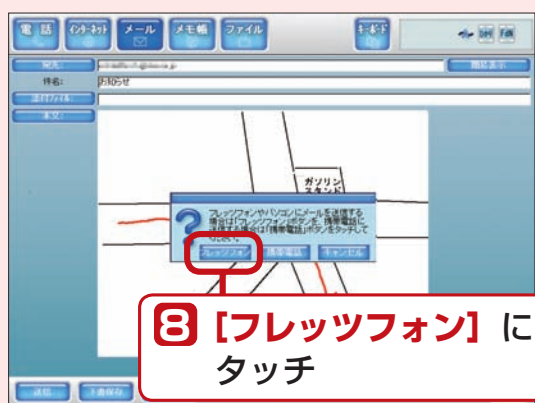 電話 インターネット メール メモ帳 ファイル キーボード
宛先:
件名: お知らせ
添付ファイル:
本文:
ガソリン
スタンド
フレッツフォンやパソコンにメールを送信する
場合は「フレッツフォン」ボタンを、携帯電話に
送信する場合は「携帯電話」ボタンをタッチして
ください。
フレッツフォン 携帯電話 キャンセル
8 [フレッツフォン] に
タッチ
送信 下書保存